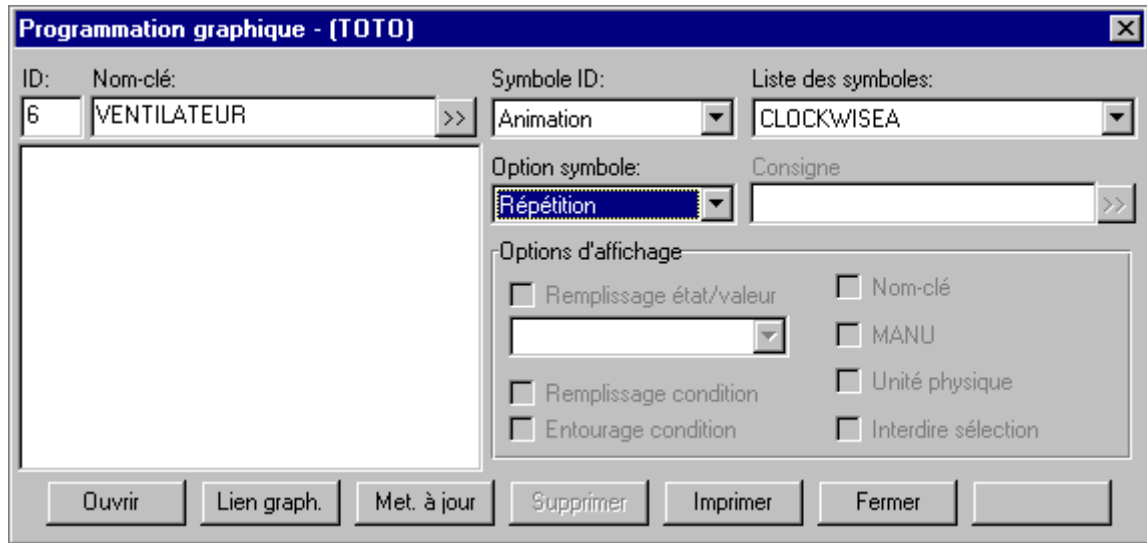 Programmation graphique - (TOTO)
ID: Nom-clé: Symbole ID: Liste des symboles:
6 VENTILATEUR >> Animation CLOCKWISEA
Option symbole: Consigne
Répétition >>
Options d'affichage
Remplissage état/valeur Nom-clé
MANU
Remplissage condition Unité physique
Entourage condition Interdire sélection
Ouvrir Lien graph. Met. à jour Supprimer Imprimer Fermer